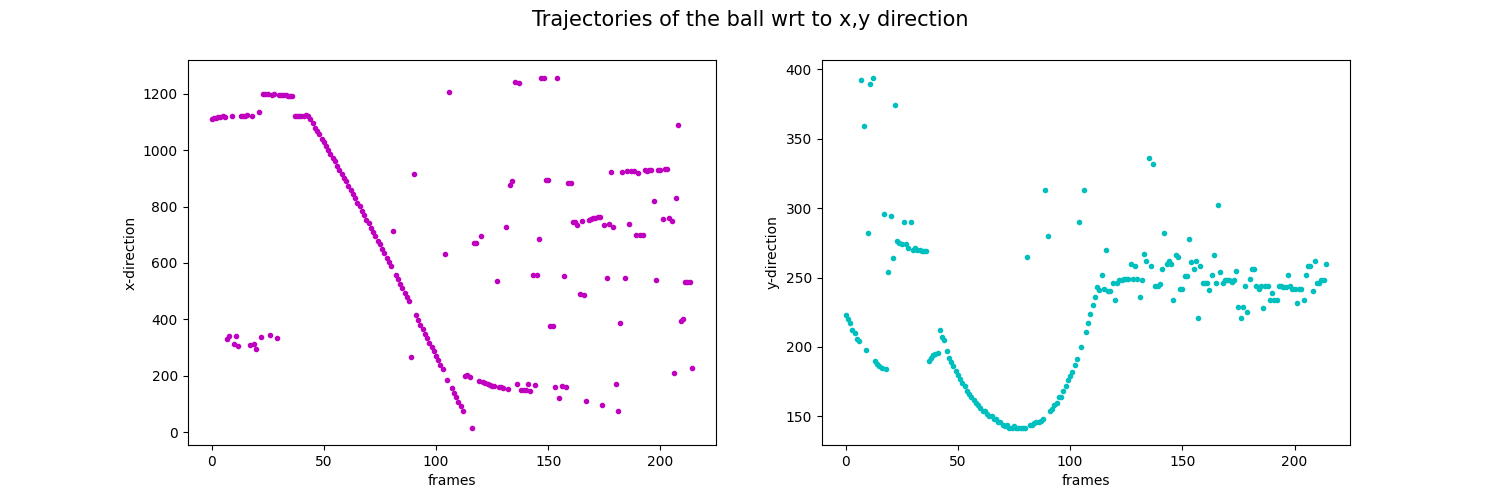 Trajectories of the ball wrt to x,y direction
x-direction
1200
1000
800
600
400
200
0
0 50 100 150 200
frames
y-direction
400
350
300
250
200
150
0 50 100 150 200
frames